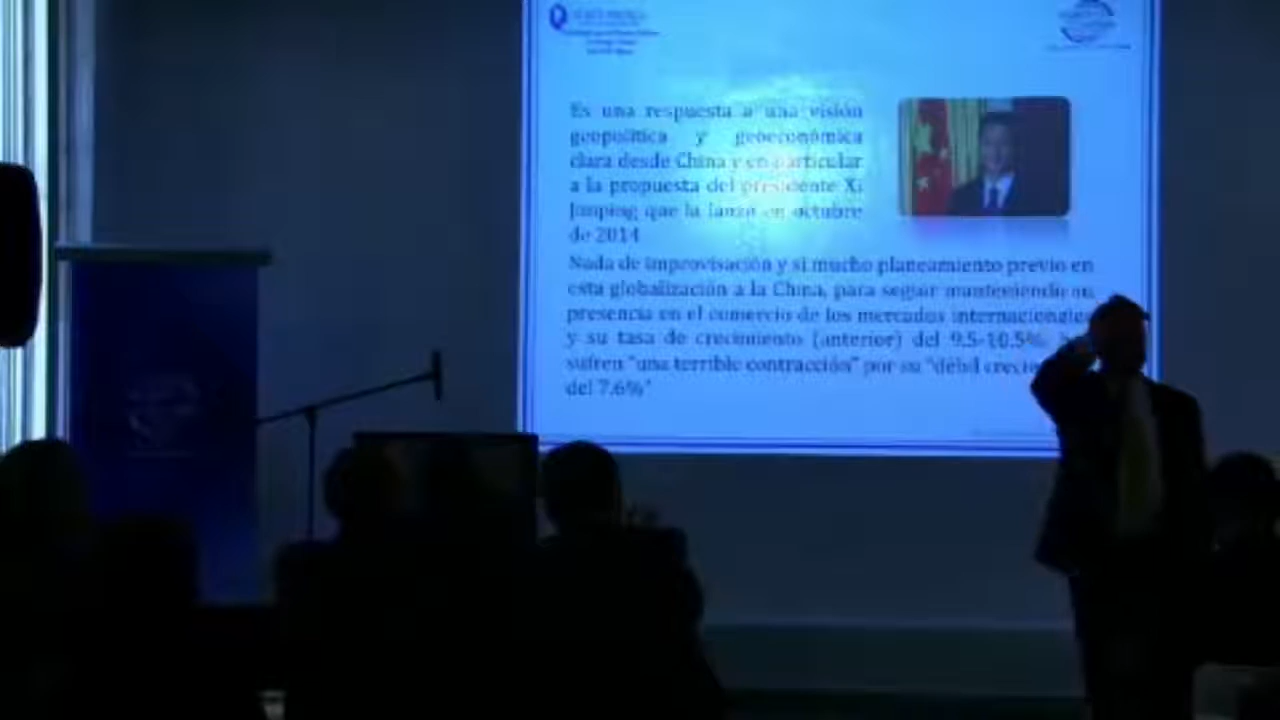 Es una respuesta a una visión
geopolítica y geoeconómica
clara desde China y en particular
a la propuesta del presidente Xi
Jinping que la lanzo en octubre
de 2014
Nada de improvisación y si mucho planeamiento previo en
esta globalización a la China, para seguir manteniendo su
presencia en el comercio de los mercados internacionales
y su tasa de crecimiento (anterior) del 9.5-10.5%.
sufren "una terrible contracción" por su "débil
del 7.6%"